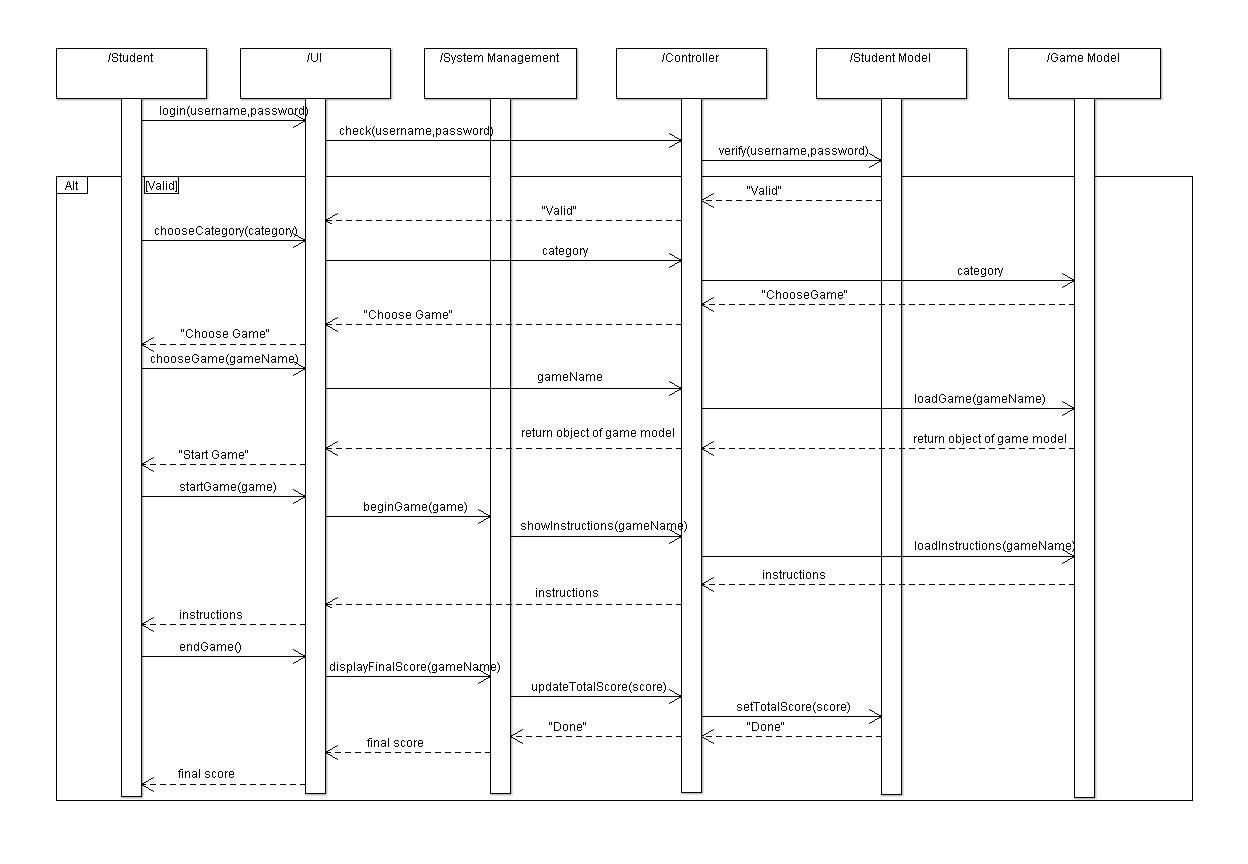 /Student
/UI
/System Management
/Controller
/Student Model
/Game Model
login(username,password)
check(username,password)
verify(username,password)
Alt
[Valid]
"Valid"
"Valid"
chooseCategory(category)
category
category
"ChooseGame"
"Choose Game"
"Choose Game"
chooseGame(gameName)
gameName
loadGame(gameName)
return object of game model
return object of game model
"Start Game"
startGame(game)
beginGame(game)
showInstructions(gameName)
loadInstructions(gameName)
instructions
instructions
instructions
endGame()
displayFinalScore(gameName)
updateTotalScore(score)
setTotalScore(score)
"Done"
"Done"
final score
final score